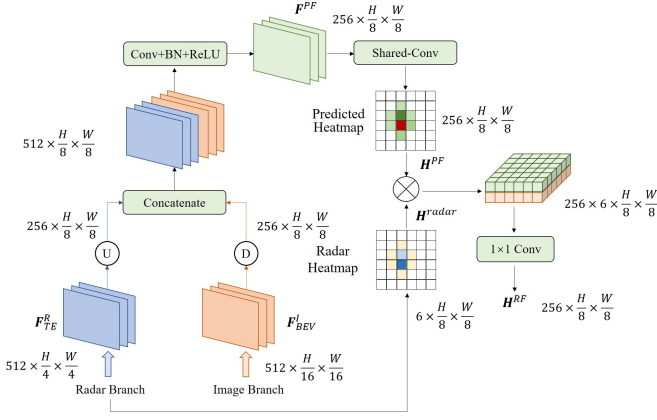 F^{PF}
256 × H/8 × W/8
Conv+BN+ReLU
Shared-Conv
Predicted
Heatmap
256 × H/8 × W/8
512 × H/8 × W/8
H^{PF}
Concatenate
H^{radar}
256 × 6 × H/8 × W/8
256 × H/8 × W/8
256 × H/8 × W/8
U
D
Radar
Heatmap
1×1 Conv
F^{R}_{TE}
F^{I}_{BEV}
6 × H/8 × W/8
H^{RF}
256 × H/8 × W/8
512 × H/4 × W/4
512 × H/16 × W/16
Radar Branch
Image Branch